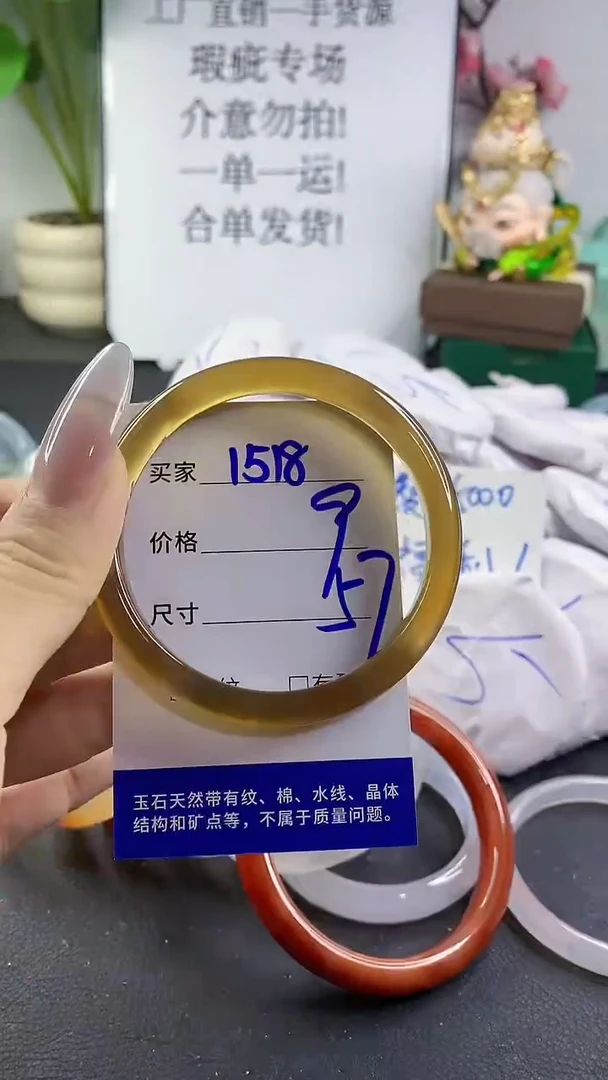 工厂直销一手货源
瑕疵专场
介意勿拍!
一单一运!
合单发货!
买家 1518
价格
尺寸 57
纹
玉石天然带有纹、棉、水线、晶体
结构和矿点等，不属于质量问题。